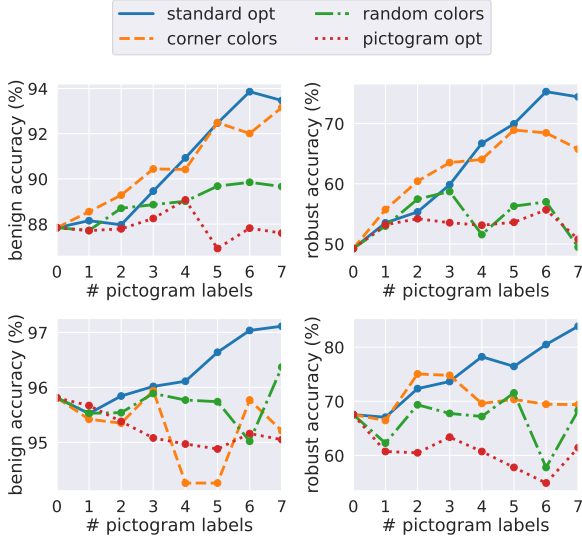 standard opt
corner colors
random colors
pictogram opt
benign accuracy (%)
94
92
90
88
0 1 2 3 4 5 6 7
# pictogram labels
robust accuracy (%)
70
60
50
0 1 2 3 4 5 6 7
# pictogram labels
benign accuracy (%)
97
96
95
0 1 2 3 4 5 6 7
# pictogram labels
robust accuracy (%)
80
70
60
0 1 2 3 4 5 6 7
# pictogram labels